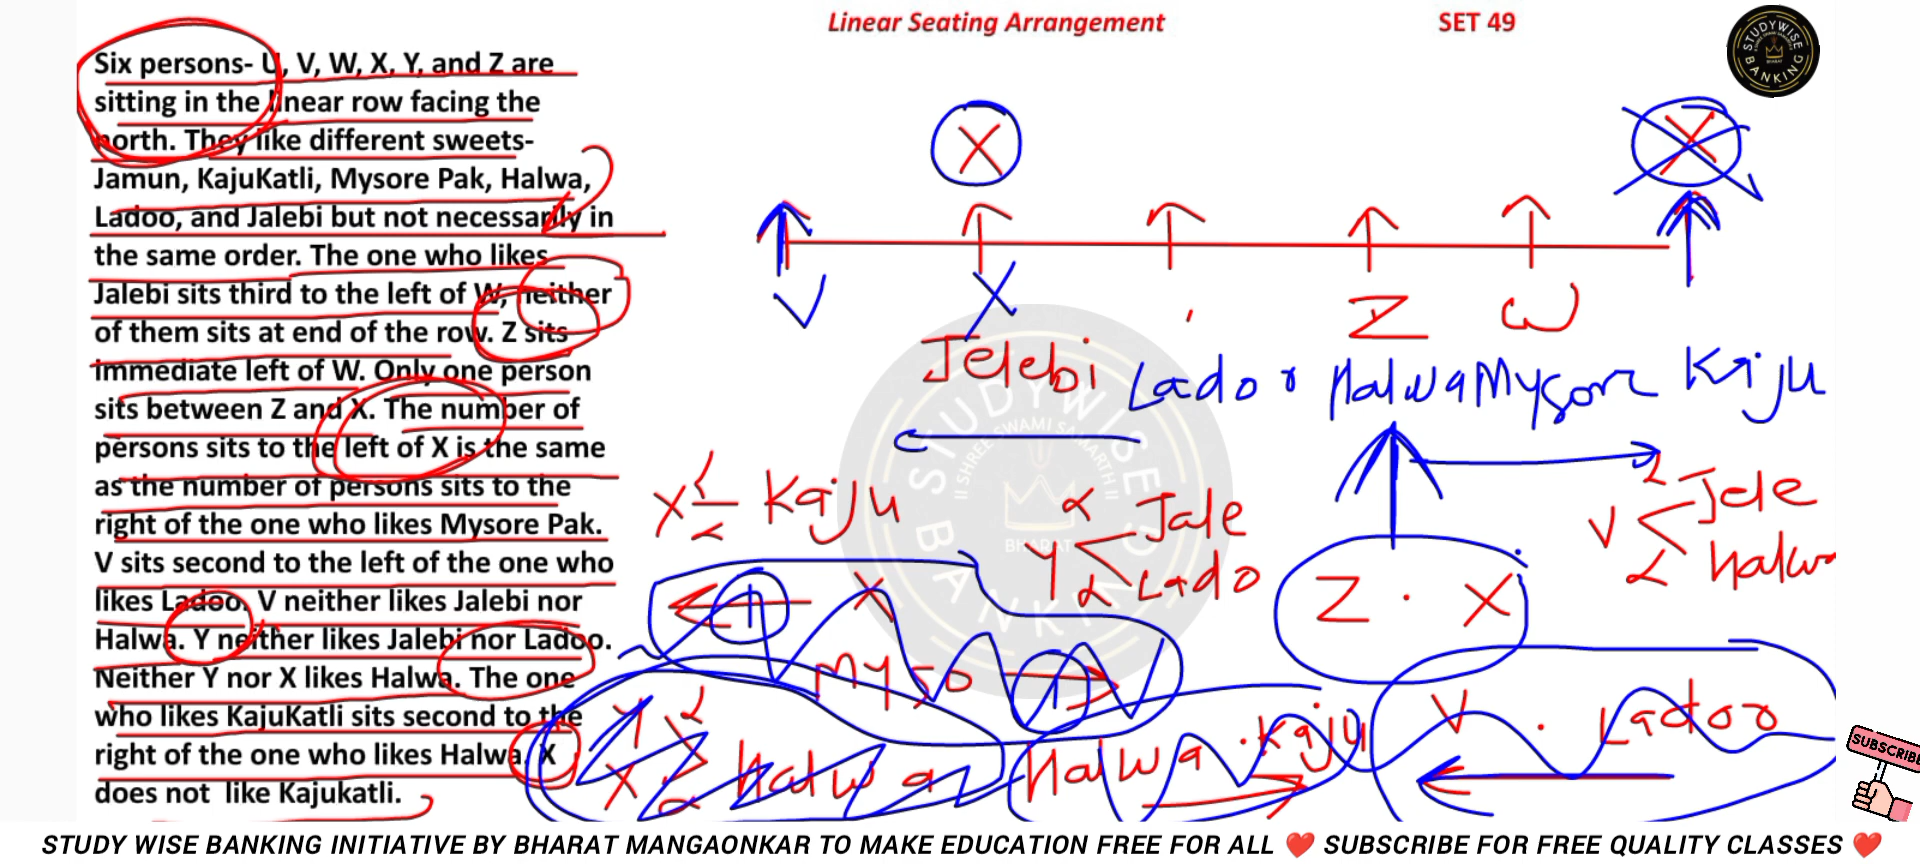 Linear Seating Arrangement
SET 49
Six persons- U, V, W, X, Y, and Z are
sitting in the linear row facing the
north. They like different sweets-
Jamun, KajuKatli, Mysore Pak, Halwa,
Ladoo, and Jalebi but not necessarily in
the same order. The one who likes
Jalebi sits third to the left of W, neither
of them sits at end of the row. Z sits
immediate left of W. Only one person
sits between Z and X. The number of
persons sits to the left of X is the same
as the number of persons sits to the
right of the one who likes Mysore Pak.
V sits second to the left of the one who
likes Ladoo. V neither likes Jalebi nor
Halwa. Y neither likes Jalebi nor Ladoo.
Neither Y nor X likes Halwa. The one
who likes KajuKatli sits second to the
right of the one who likes Halwa. X
does not like Kajukatli.
STUDYWISE
BANKING
X
X
V X Z W
Jelebi Ladoo Halwa Mysore Kaju
X Kaju
Y Jale
Lado
V Jele
Halwa
Z . X
X
Myso
Y
X Halwa
Halwa . Kaju
V . Ladoo
STUDYWISE
SHREE SWAMI SAMARTH
BHARAT
BANKING
SUBSCRIBE
STUDY WISE BANKING INITIATIVE BY BHARAT MANGAONKAR TO MAKE EDUCATION FREE FOR ALL ❤️ SUBSCRIBE FOR FREE QUALITY CLASSES ❤️